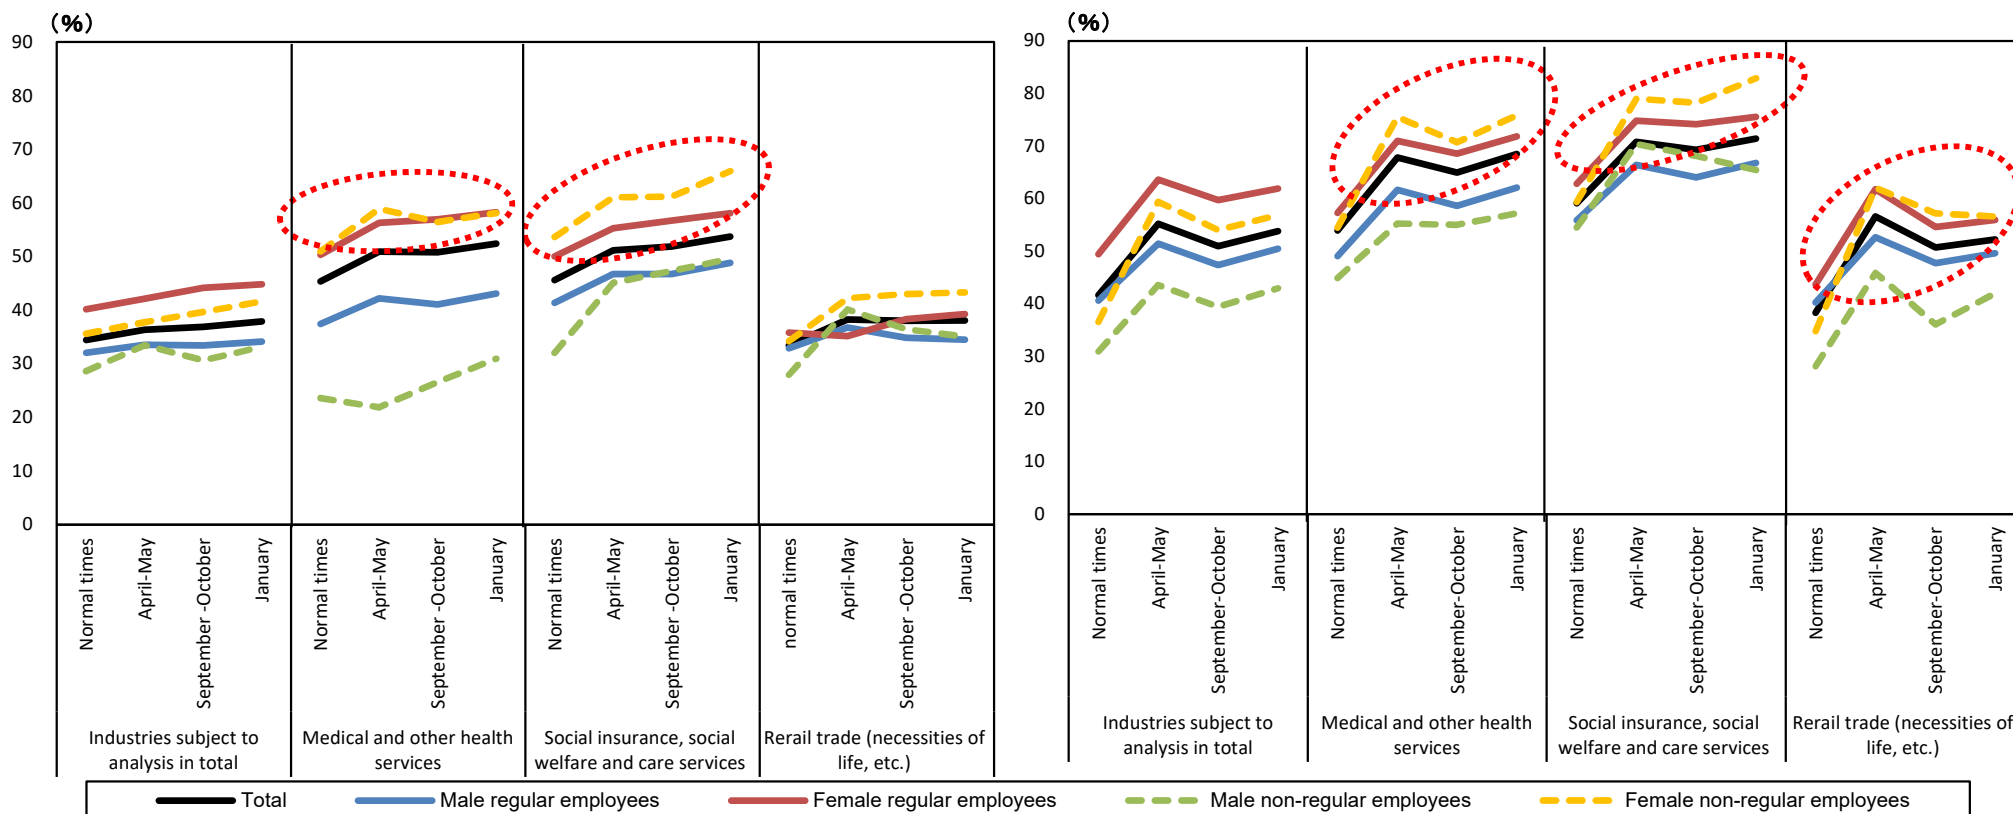 (%)
90
80
70
60
50
40
30
20
10
0
Normal times
April-May
September -October
January
Normal times
April-May
September -October
January
Normal times
April-May
September -October
January
normal times
April-May
September -October
January
Industries subject to
analysis in total
Medical and other health
services
Social insurance, social
welfare and care services
Rerail trade (necessities of
life, etc.)
(%)
90
80
70
60
50
40
30
20
10
0
Normal times
April-May
September-October
January
Normal times
April-May
September-October
January
Normal times
April-May
September-October
January
Normal times
April-May
September-October
January
Industries subject to
analysis in total
Medical and other health
services
Social insurance, social
welfare and care services
Rerail trade (necessities of
life, etc.)
Total
Male regular employees
Female regular employees
Male non-regular employees
Female non-regular employees